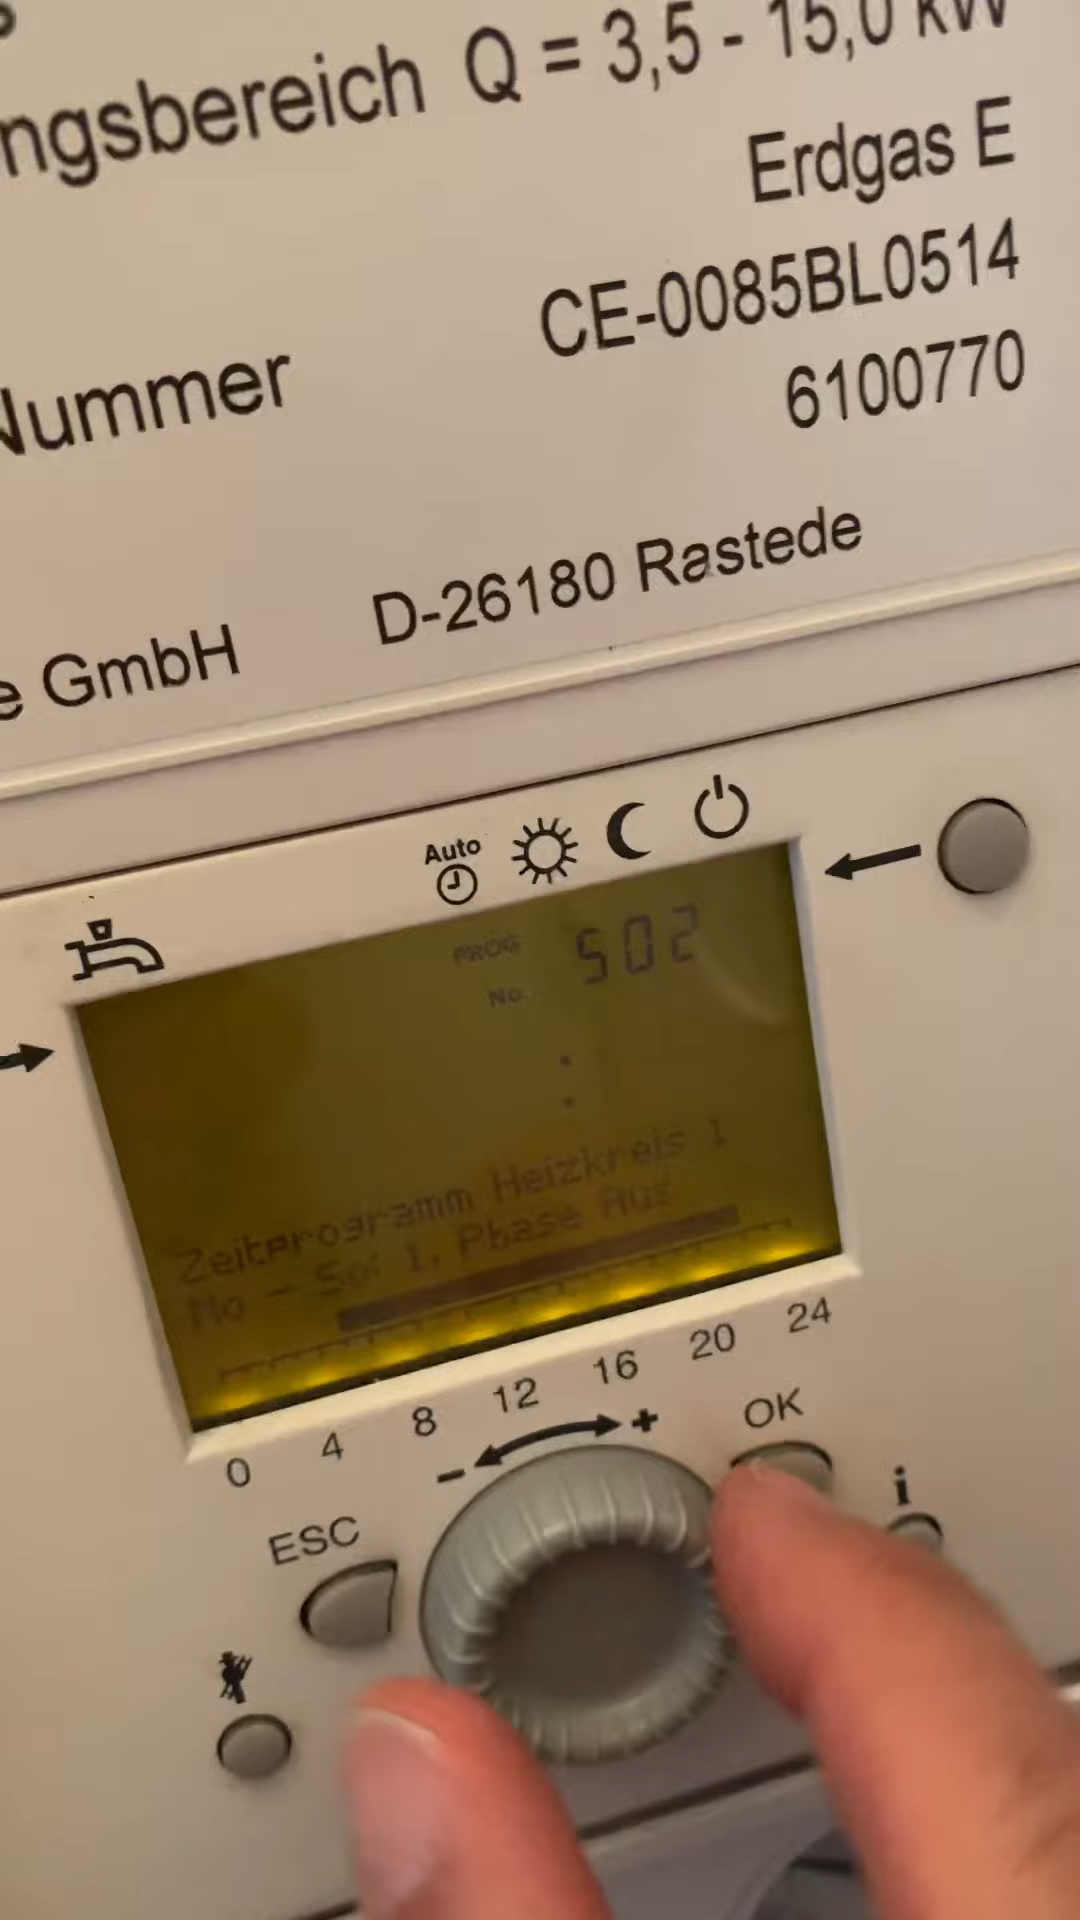 ngsbereich Q = 3,5 - 15,0 kW
Erdgas E
CE-0085BL0514
Nummer 6100770
e GmbH D-26180 Rastede
Auto
PROG 502
No.
:
Zeitprogramm Heizkreis 1
Mo - So: 1. Phase Aus
0 4 8 12 16 20 24
- +
OK
ESC
i